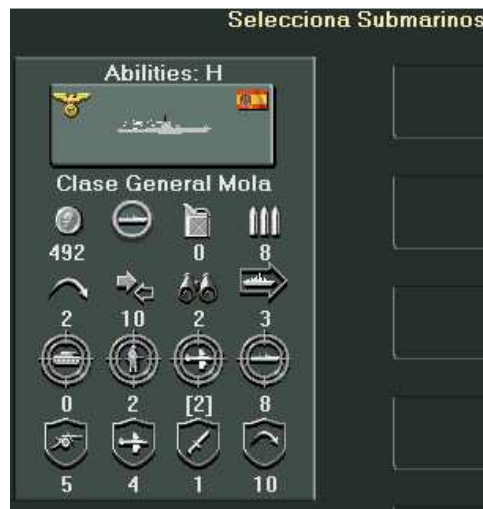 Selecciona Submarinos
Abilities: H
Clase General Mola
492 0 8
2 10 2 3
0 2 [2] 8
5 4 1 10